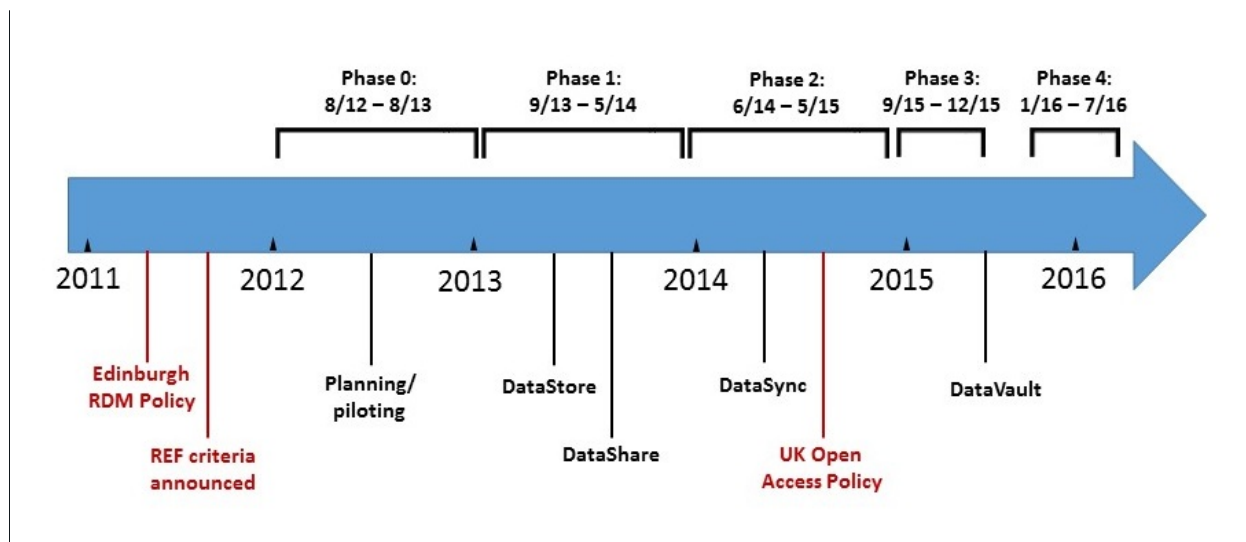 Phase 0:
8/12 – 8/13
Phase 1:
9/13 – 5/14
Phase 2:
6/14 – 5/15
Phase 3:
9/15 – 12/15
Phase 4:
1/16 – 7/16
2011
2012
2013
2014
2015
2016
Edinburgh
RDM Policy
REF criteria
announced
Planning/
piloting
DataStore
DataShare
DataSync
UK Open
Access Policy
DataVault